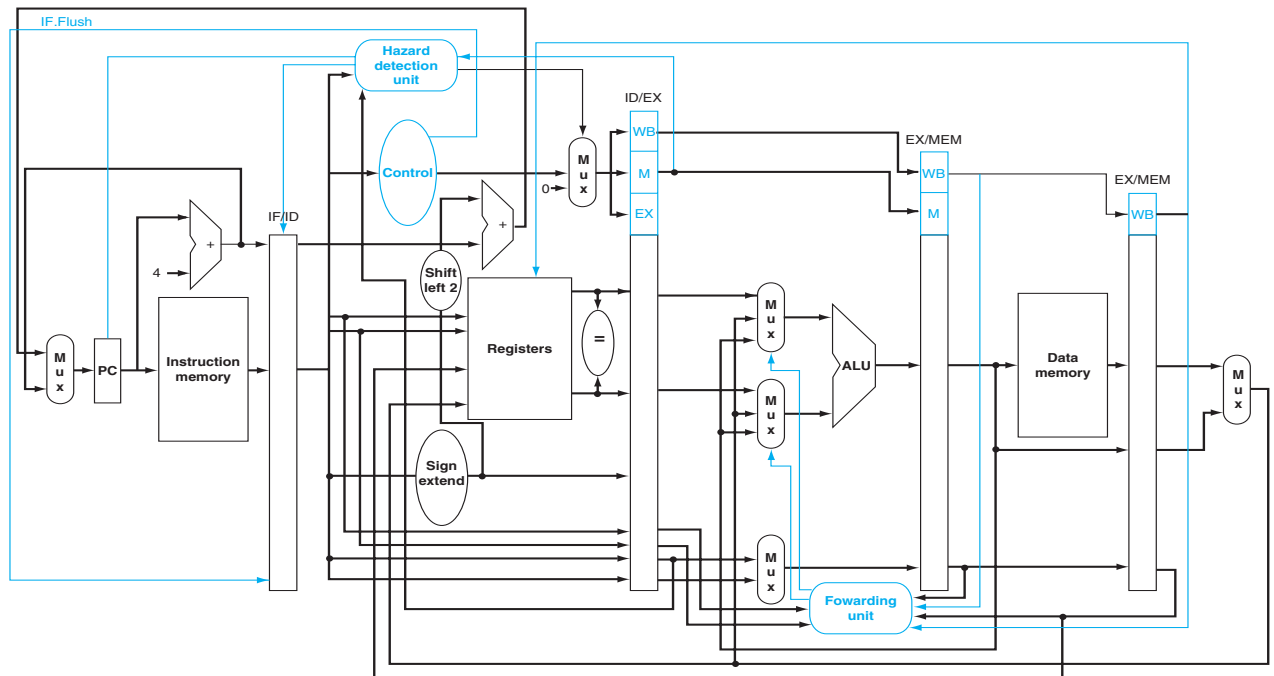 IF.Flush
Hazard
detection
unit
ID/EX
WB
M
EX
Control
M
u
x
0
EX/MEM
WB
M
EX/MEM
WB
IF/ID
+
4
+
Shift
left 2
M
u
x
PC
Instruction
memory
Registers
=
M
u
x
M
u
x
ALU
Data
memory
M
u
x
Sign
extend
M
u
x
Fowarding
unit